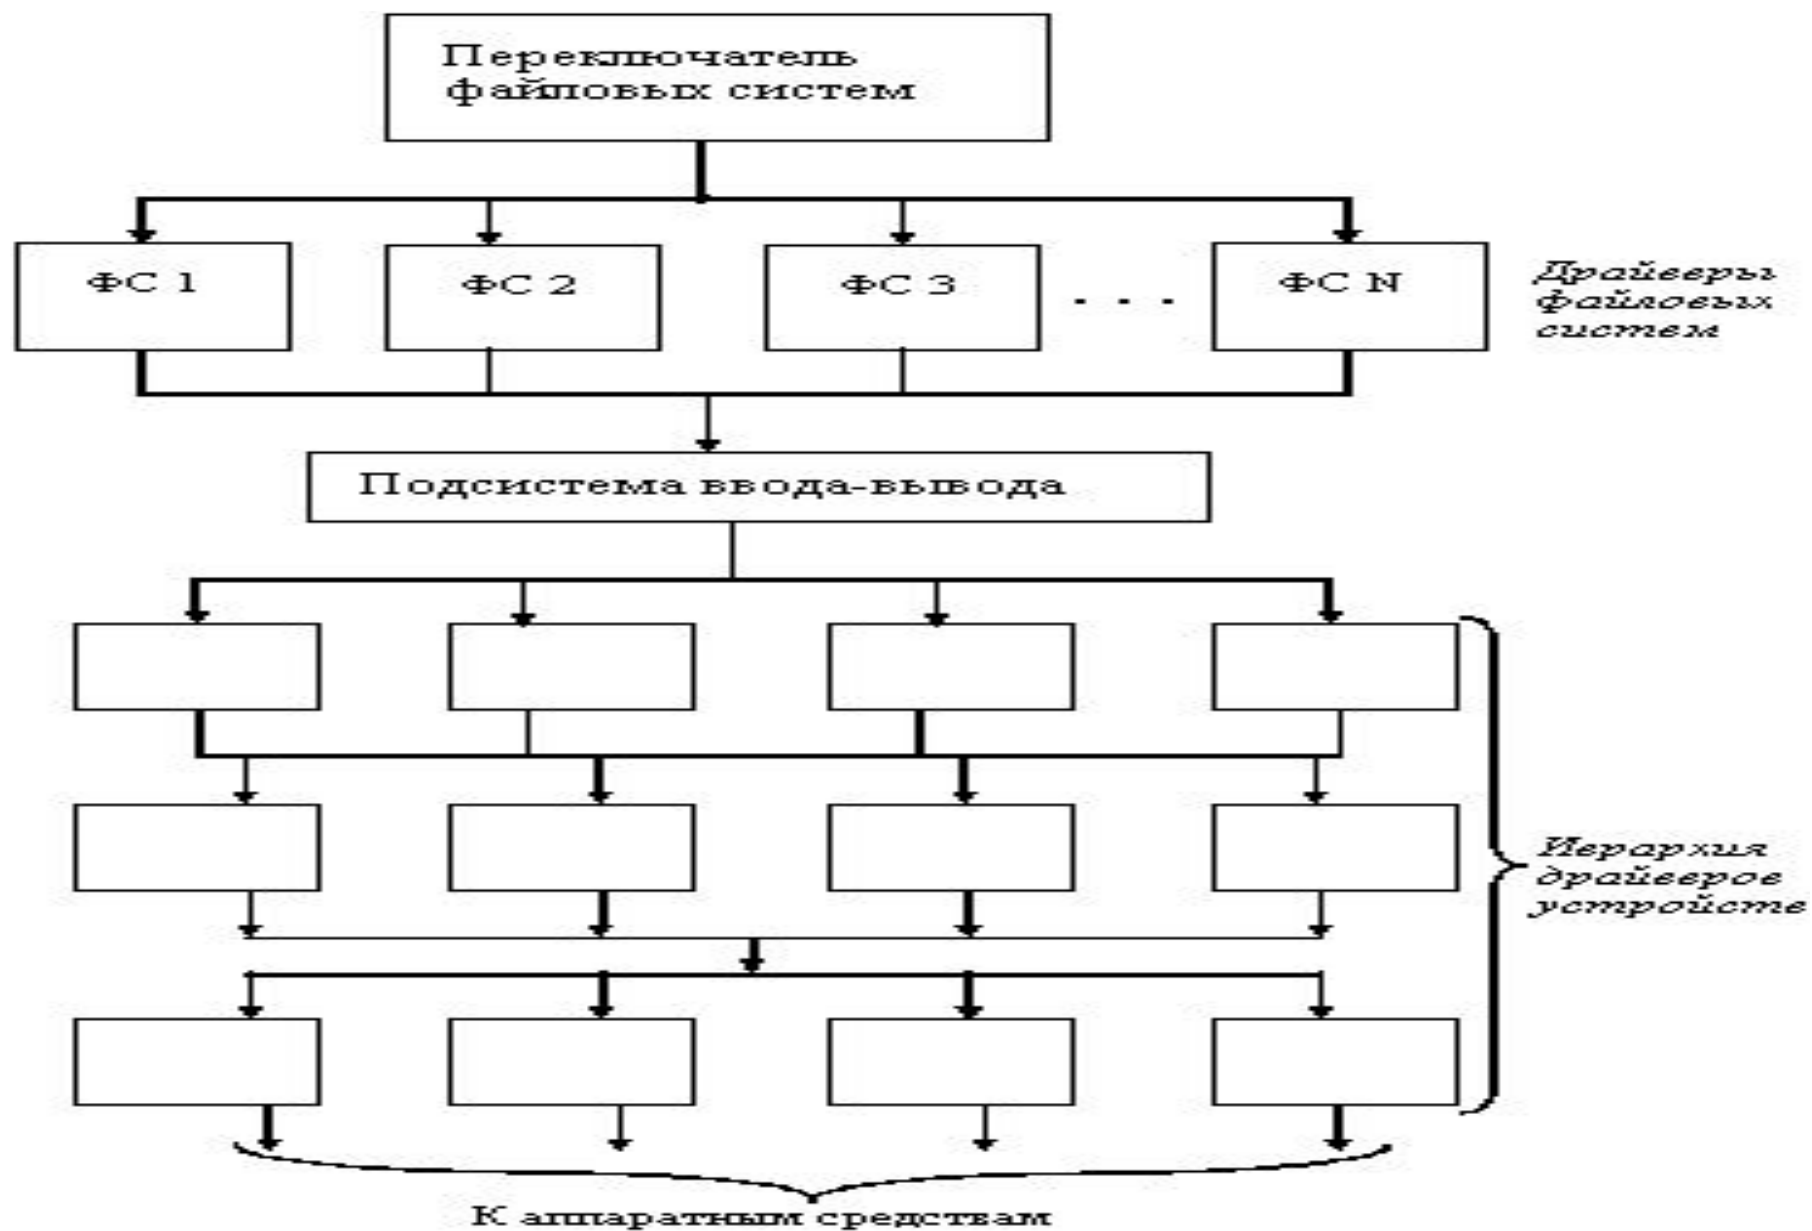 Переключатель
файловых систем
ФС 1
ФС 2
ФС 3
. . .
ФС N
Драйверы
файловых
систем
Подсистема ввода-вывода
Иерархия
драйверов
устройств
К аппаратным средствам